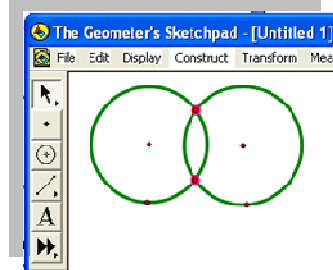 The Geometer's Sketchpad - [Untitled 1]
File Edit Display Construct Transform Mea
A